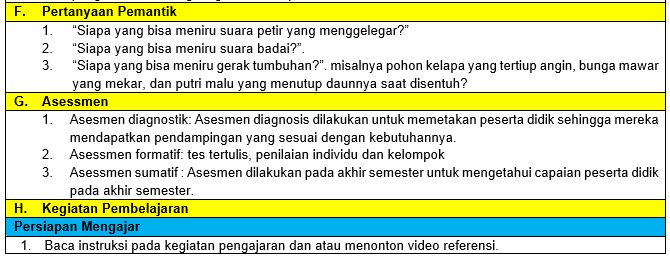 F. Pertanyaan Pemantik
1. “Siapa yang bisa meniru suara petir yang menggelegar?”
2. “Siapa yang bisa meniru suara badai?”.
3. “Siapa yang bisa meniru gerak tumbuhan?”. misalnya pohon kelapa yang tertiup angin, bunga mawar
yang mekar, dan putri malu yang menutup daunnya saat disentuh?
G. Asessmen
1. Asesmen diagnostik: Asesmen diagnosis dilakukan untuk memetakan peserta didik sehingga mereka
mendapatkan pendampingan yang sesuai dengan kebutuhannya.
2. Asessmen formatif: tes tertulis, penilaian individu dan kelompok
3. Asessmen sumatif : Asesmen dilakukan pada akhir semester untuk mengetahui capaian peserta didik
pada akhir semester.
H. Kegiatan Pembelajaran
Persiapan Mengajar
1. Baca instruksi pada kegiatan pengajaran dan atau menonton video referensi.